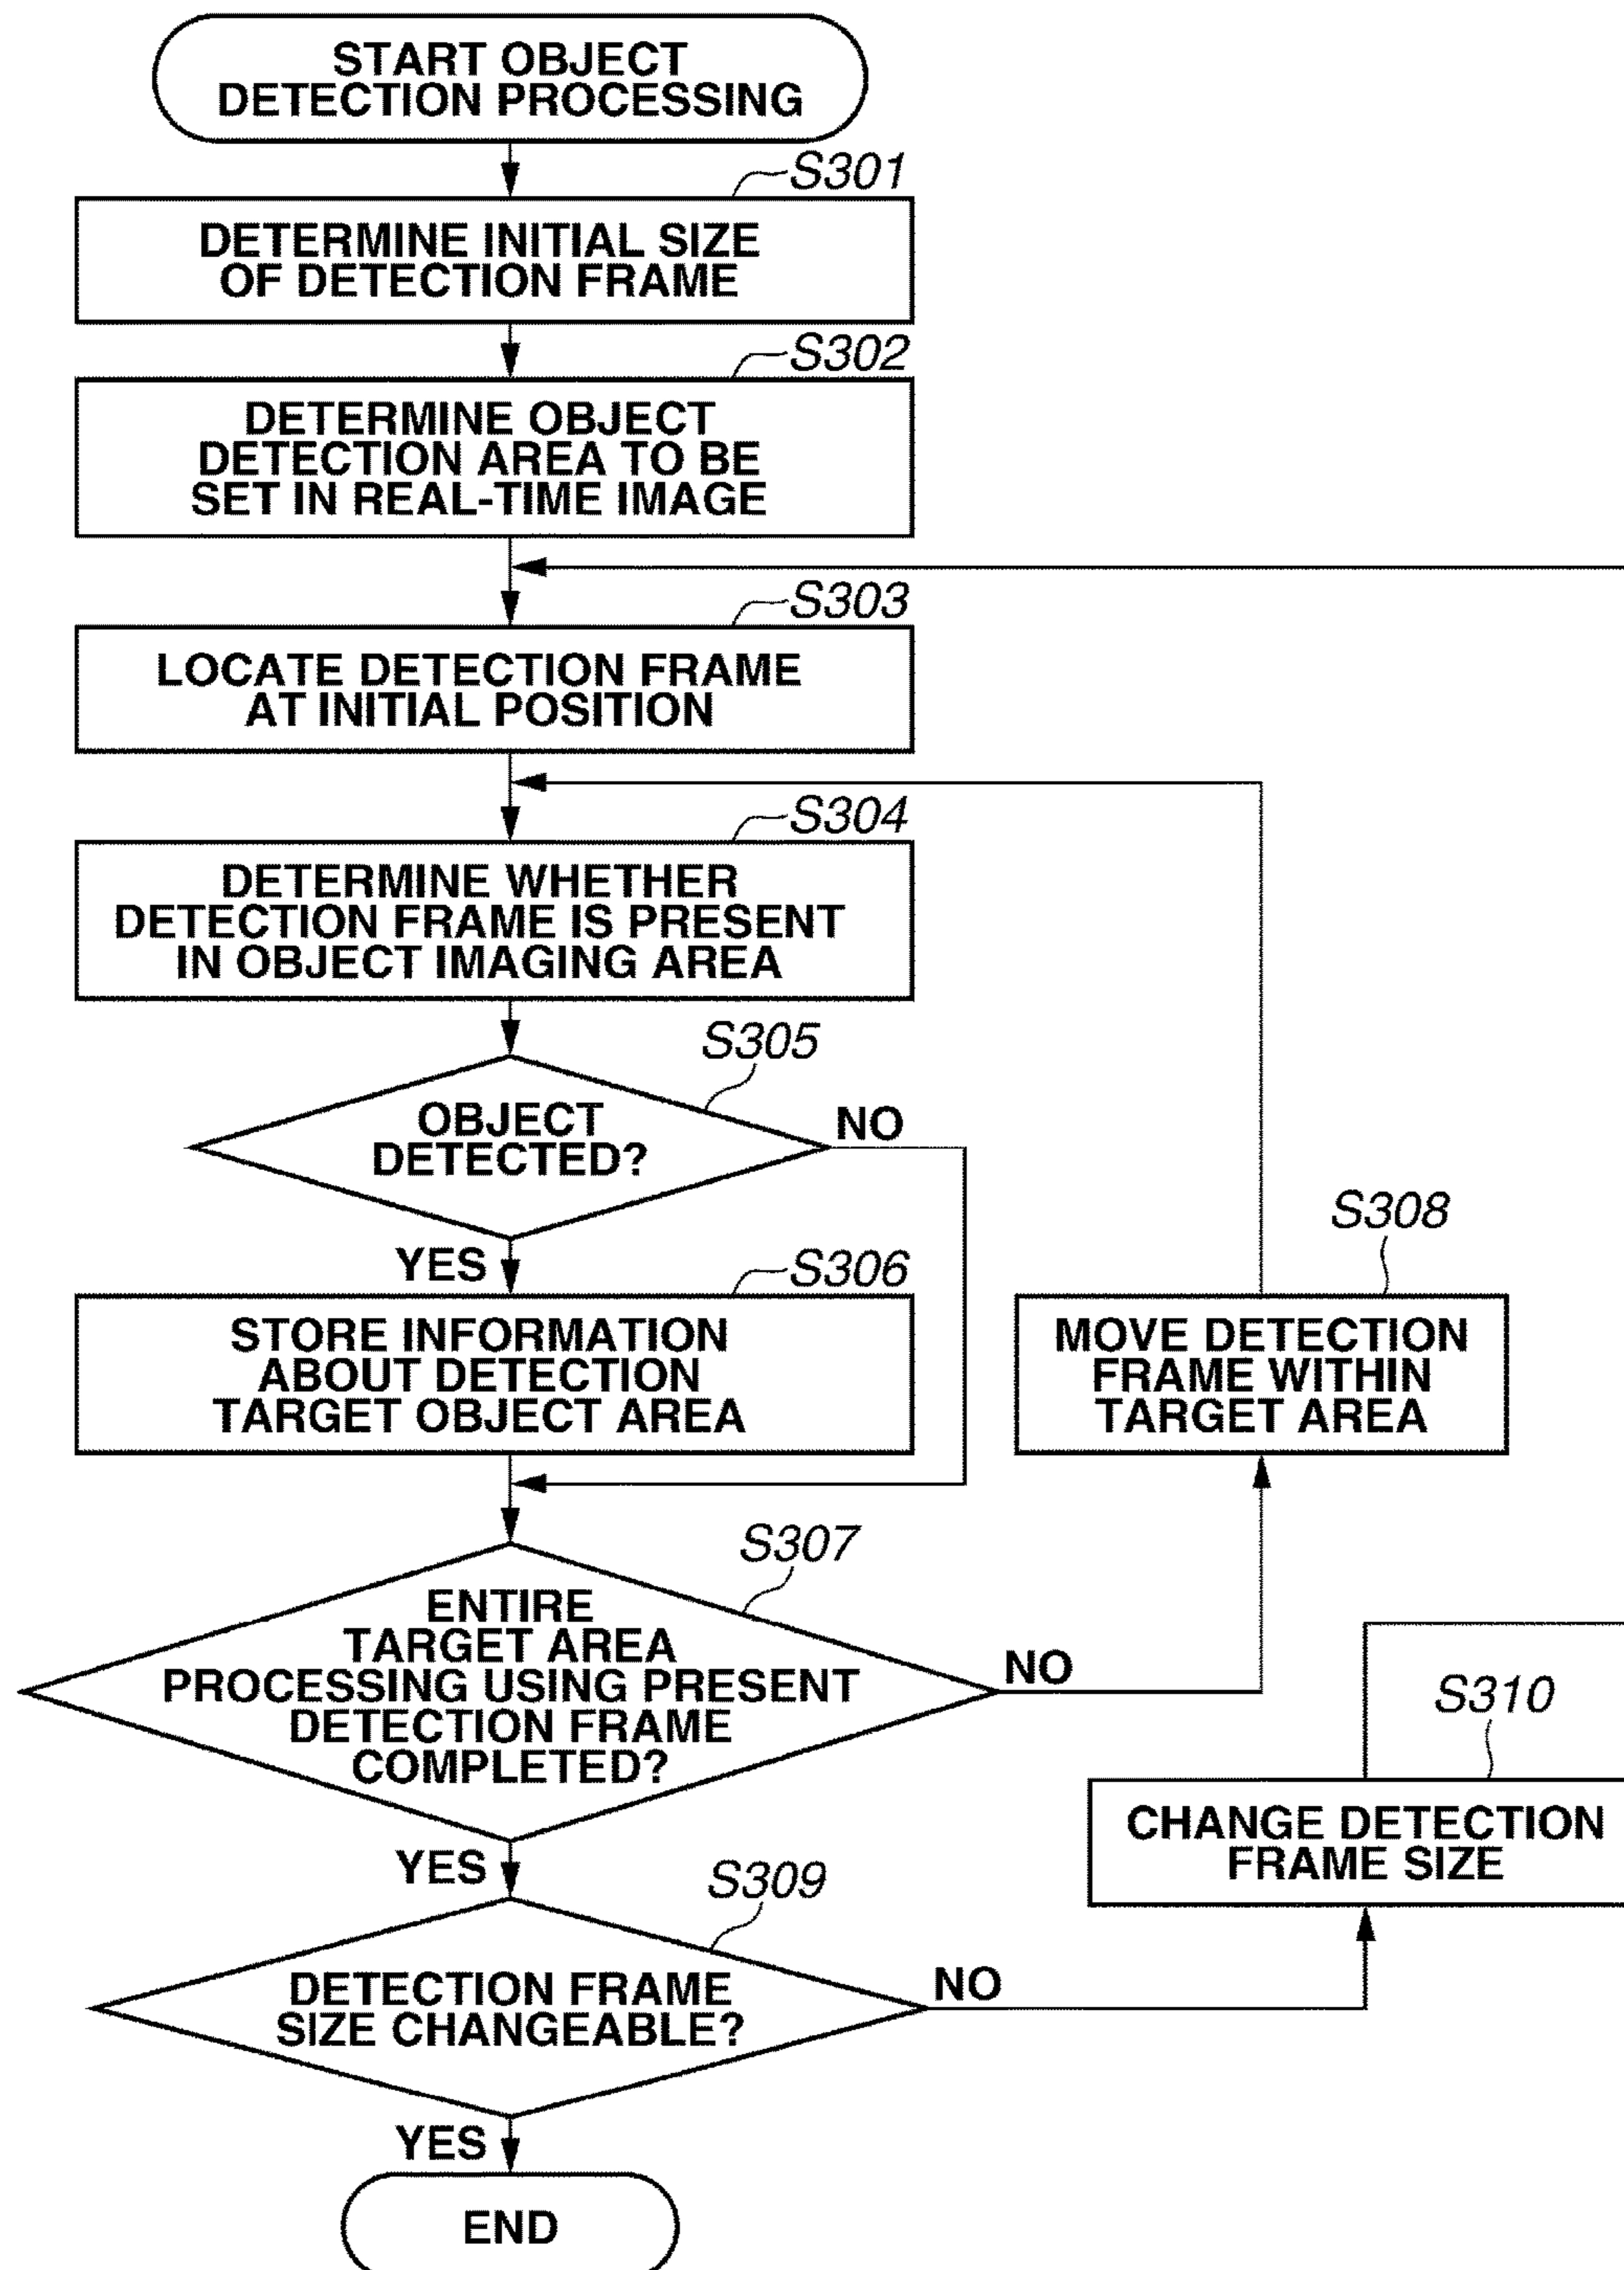 START OBJECT
DETECTION PROCESSING
S301
DETERMINE INITIAL SIZE
OF DETECTION FRAME
S302
DETERMINE OBJECT
DETECTION AREA TO BE
SET IN REAL-TIME IMAGE
S303
LOCATE DETECTION FRAME
AT INITIAL POSITION
S304
DETERMINE WHETHER
DETECTION FRAME IS PRESENT
IN OBJECT IMAGING AREA
S305
OBJECT
DETECTED?
NO
YES
S306
STORE INFORMATION
ABOUT DETECTION
TARGET OBJECT AREA
S308
MOVE DETECTION
FRAME WITHIN
TARGET AREA
S307
ENTIRE
TARGET AREA
PROCESSING USING PRESENT
DETECTION FRAME
COMPLETED?
NO
YES
S310
CHANGE DETECTION
FRAME SIZE
S309
DETECTION FRAME
SIZE CHANGEABLE?
NO
YES
END